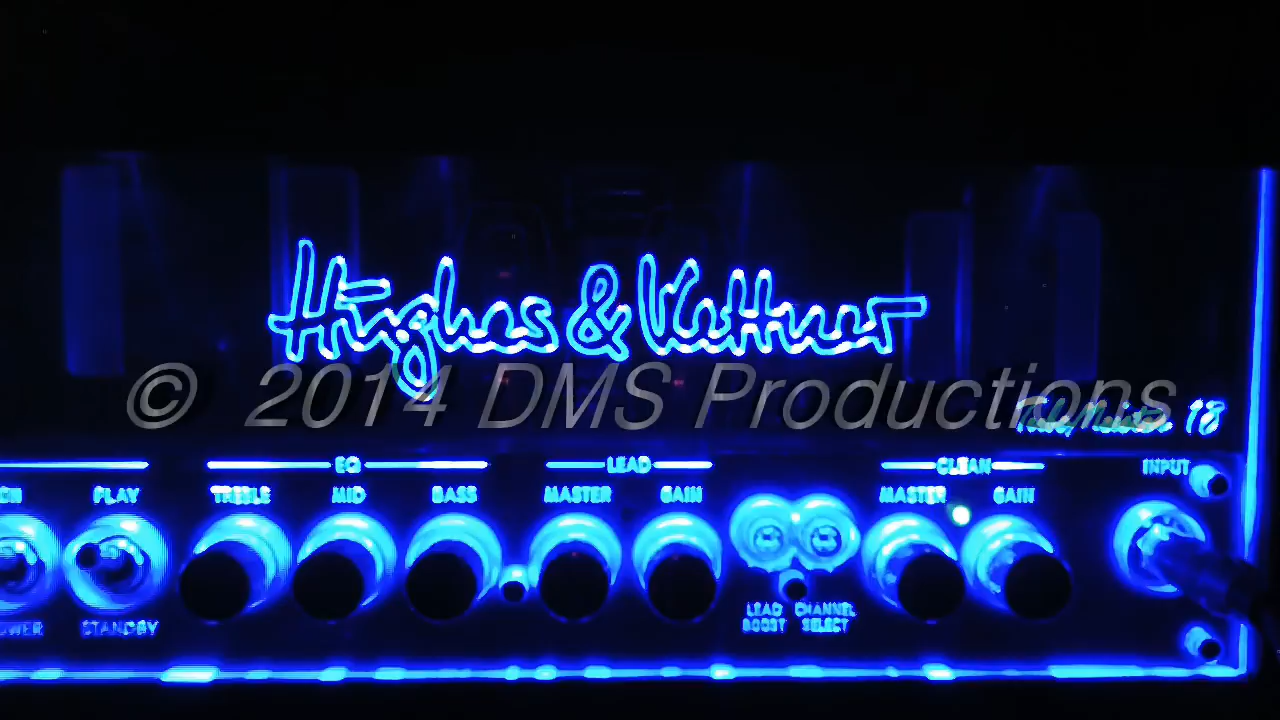 Hughes & Kettner
© 2014 DMS Productions
TubeMeister 18
EQ LEAD CLEAN INPUT
PLAY TREBLE MID BASS MASTER GAIN MASTER GAIN
LEAD CHANNEL
STANDBY BOOST SELECT